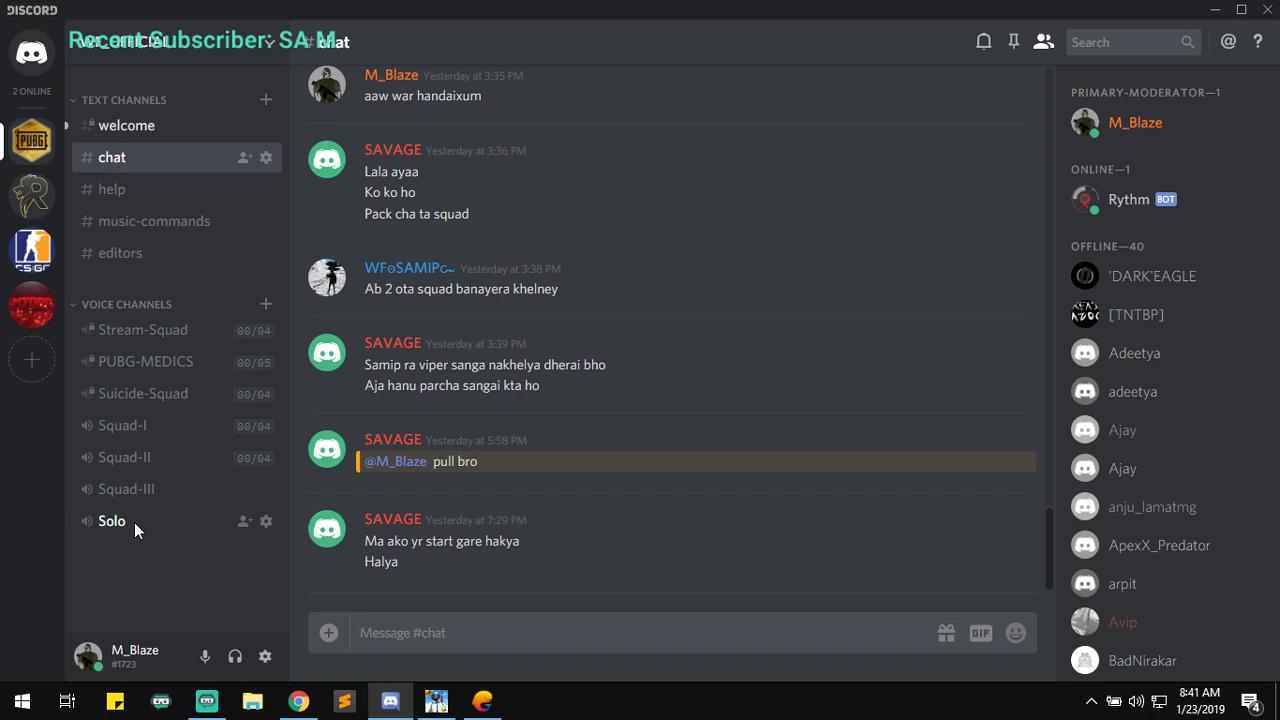 DISCORD
Recent Subscriber: SA M
chat
Search
2 ONLINE
PUBG
CS:GO
TEXT CHANNELS
welcome
# chat
# help
# music-commands
# editors
VOICE CHANNELS
Stream-Squad 00/04
PUBG-MEDICS 00/05
Suicide-Squad 00/04
Squad-I 00/04
Squad-II 00/04
Squad-III
Solo
M_Blaze
#1723
M_Blaze Yesterday at 3:35 PM
aaw war handaixum
SAVAGE Yesterday at 3:36 PM
Lala ayaa
Ko ko ho
Pack cha ta squad
Yesterday at 3:38 PM
Ab 2 ota squad banayera khelney
SAVAGE Yesterday at 3:39 PM
Samip ra viper sanga nakhelya dherai bho
Aja hanu parcha sangai kta ho
SAVAGE Yesterday at 5:58 PM
@M_Blaze pull bro
SAVAGE Yesterday at 7:29 PM
Ma ako yr start gare hakya
Halya
Message #chat
GIF
PRIMARY-MODERATOR—1
M_Blaze
ONLINE—1
Rythm BOT
OFFLINE—40
'DARK'EAGLE
[TNTBP]
Adeetya
adeetya
Ajay
Ajay
anju_lamatmg
ApexX_Predator
arpit
Avip
BadNirakar
8:41 AM
1/23/2019
4